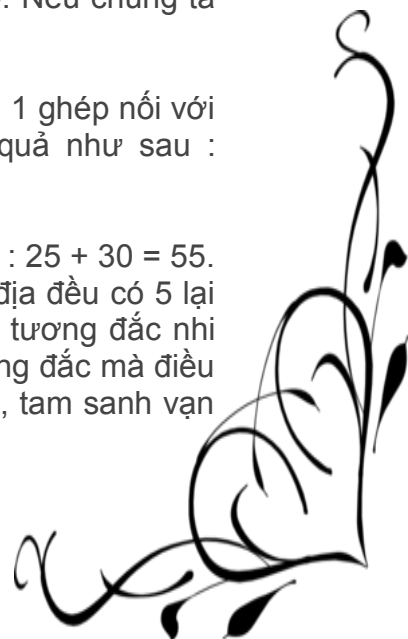 . Nếu chúng ta
1 ghép nối với
quả như sau :
: 25 + 30 = 55.
địa đều có 5 lại
tương đắc nhi
ng đắc mà điều
, tam sanh vạn